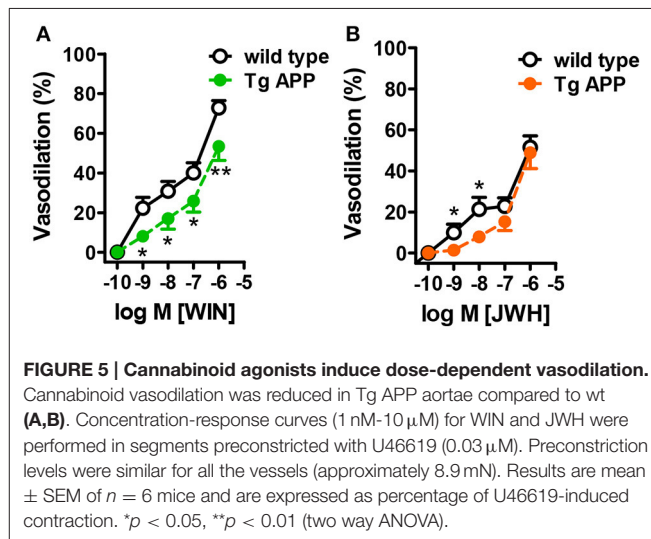 A
wild type
Tg APP
Vasodilation (%)
100
80
60
40
20
0
*
*
*
**
-10 -9 -8 -7 -6 -5
log M [WIN]
B
wild type
Tg APP
Vasodilation (%)
100
80
60
40
20
0
*
*
-10 -9 -8 -7 -6 -5
log M [JWH]
FIGURE 5 | Cannabinoid agonists induce dose-dependent vasodilation.
Cannabinoid vasodilation was reduced in Tg APP aortae compared to wt
(A,B). Concentration-response curves (1 nM-10 μM) for WIN and JWH were
performed in segments preconstricted with U46619 (0.03 μM). Preconstriction
levels were similar for all the vessels (approximately 8.9 mN). Results are mean
± SEM of n = 6 mice and are expressed as percentage of U46619-induced
contraction. *p < 0.05, **p < 0.01 (two way ANOVA).